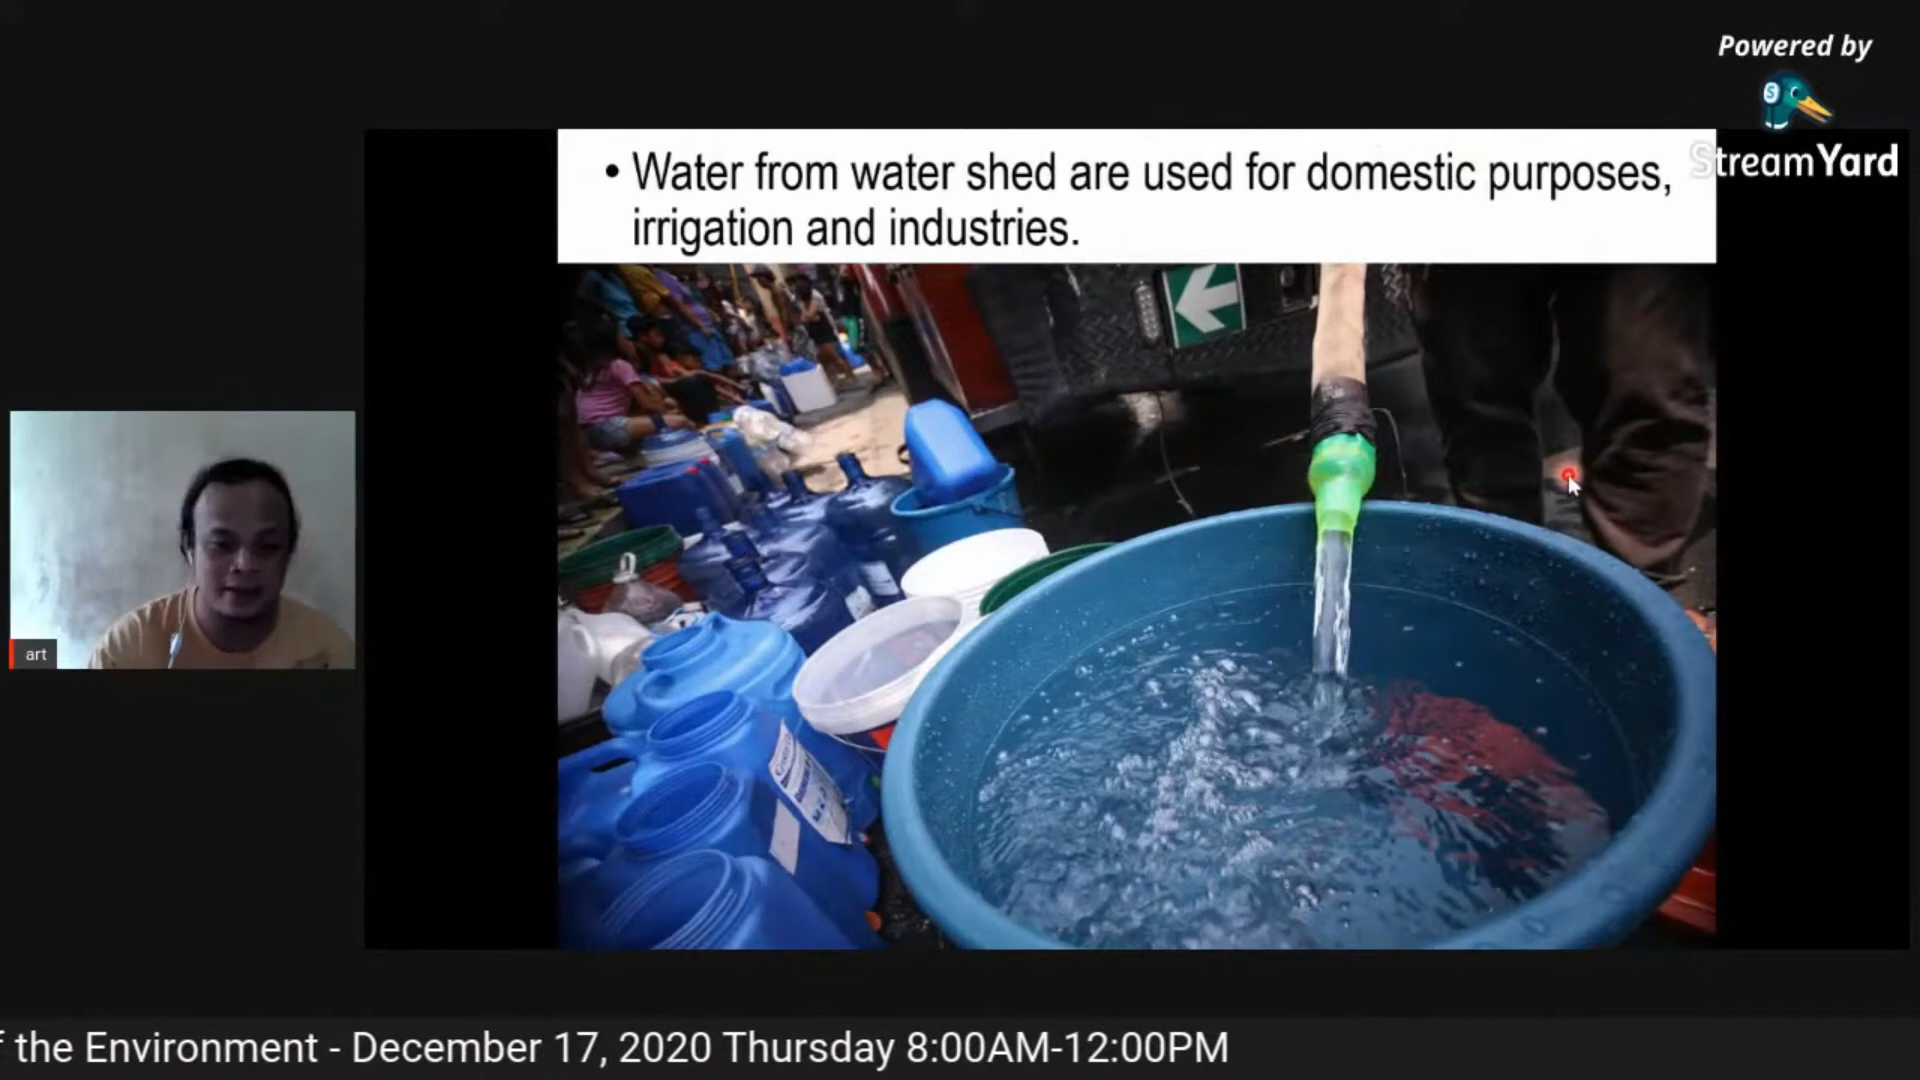 Powered by
StreamYard
• Water from water shed are used for domestic purposes,
irrigation and industries.
art
the Environment - December 17, 2020 Thursday 8:00AM-12:00PM